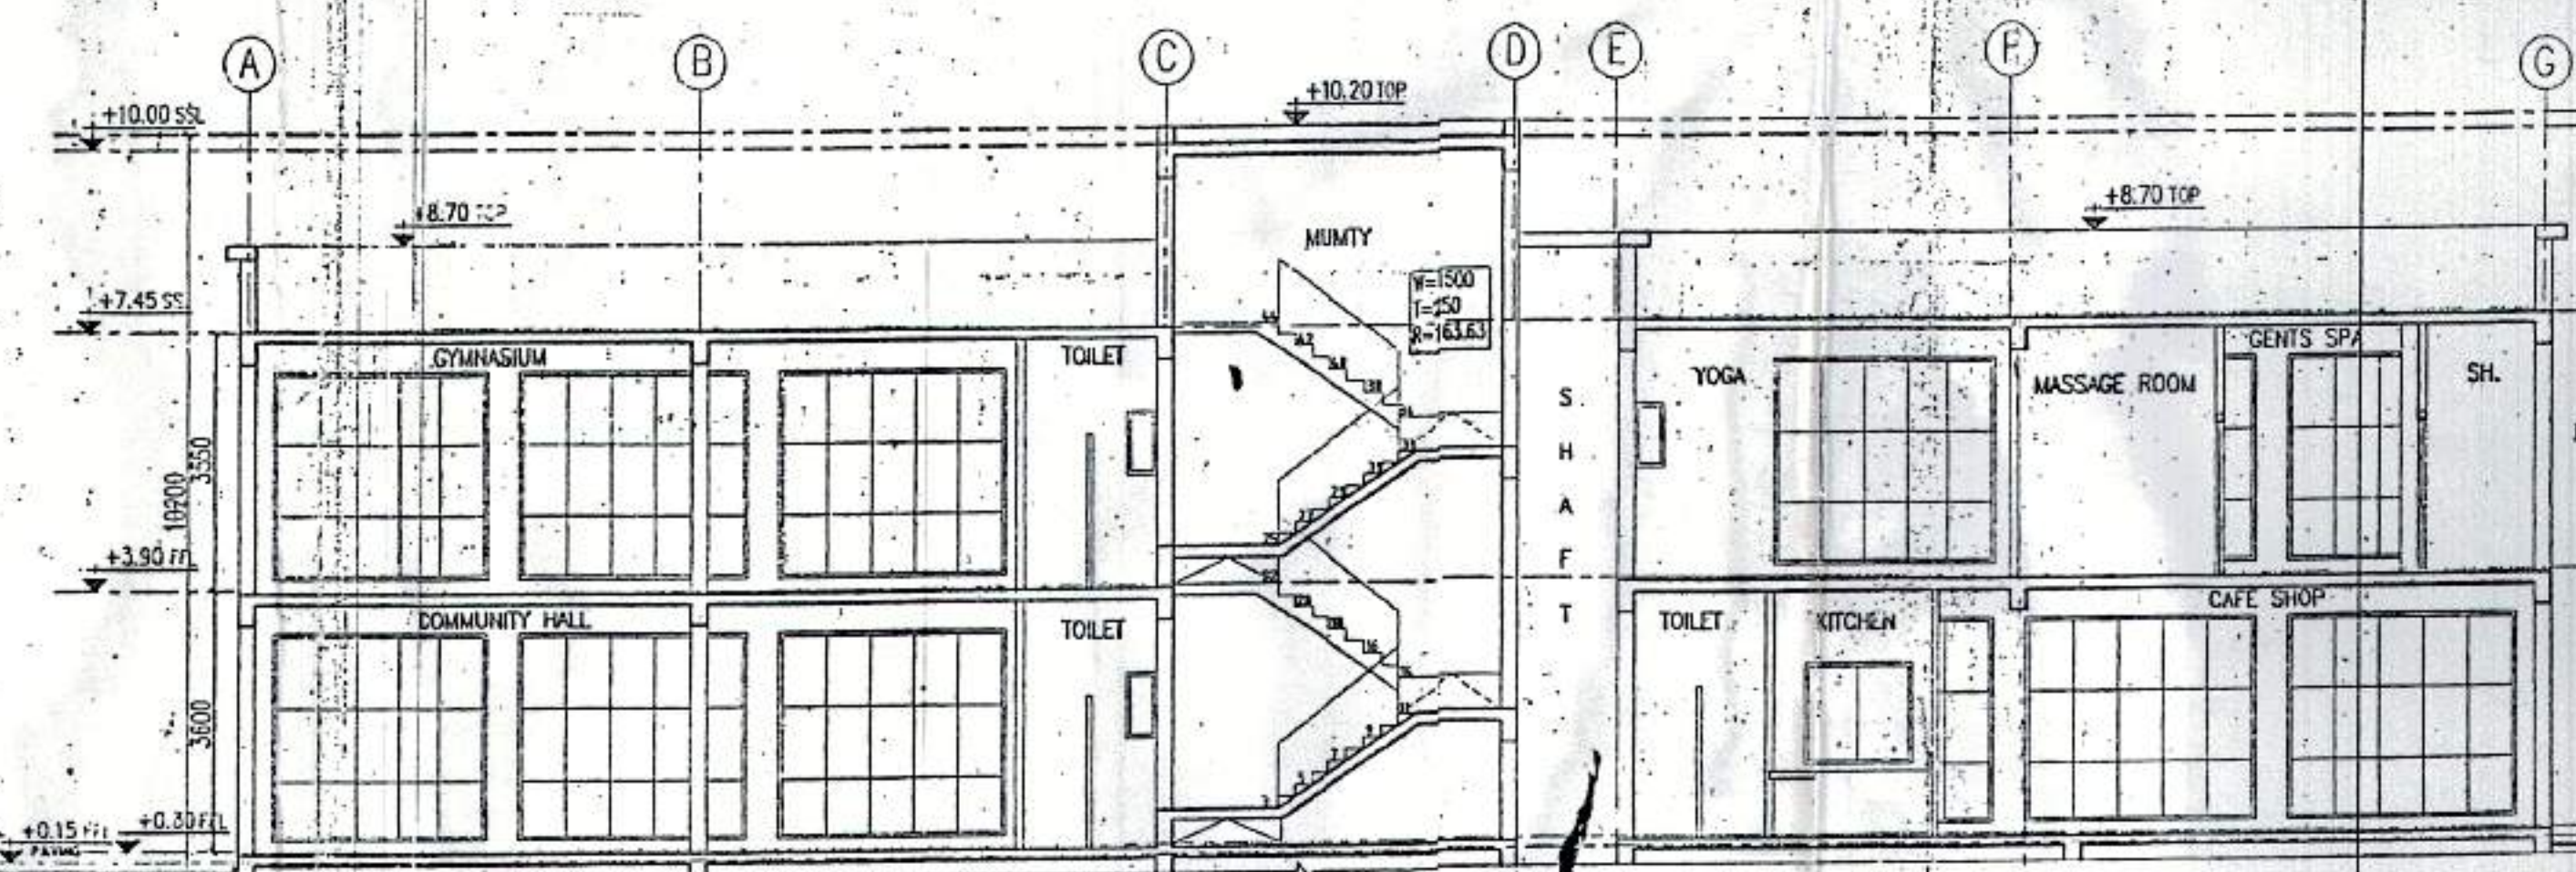 A
B
C
D
E
F
G
+10.00 SSL
+10.20 TOP
+8.70 TOP
+8.70 TOP
MUMTY
W=1500
R=163.63
+7.45 SS
GYMNASIUM
TOILET
YOGA
MASSAGE ROOM
GENTS SPA
SH.
SHAFT
3550
10200
+3.90 FFL
COMMUNITY HALL
TOILET
TOILET
KITCHEN
CAFE SHOP
3600
+0.15 FFL
+0.30 FFL
PAVING